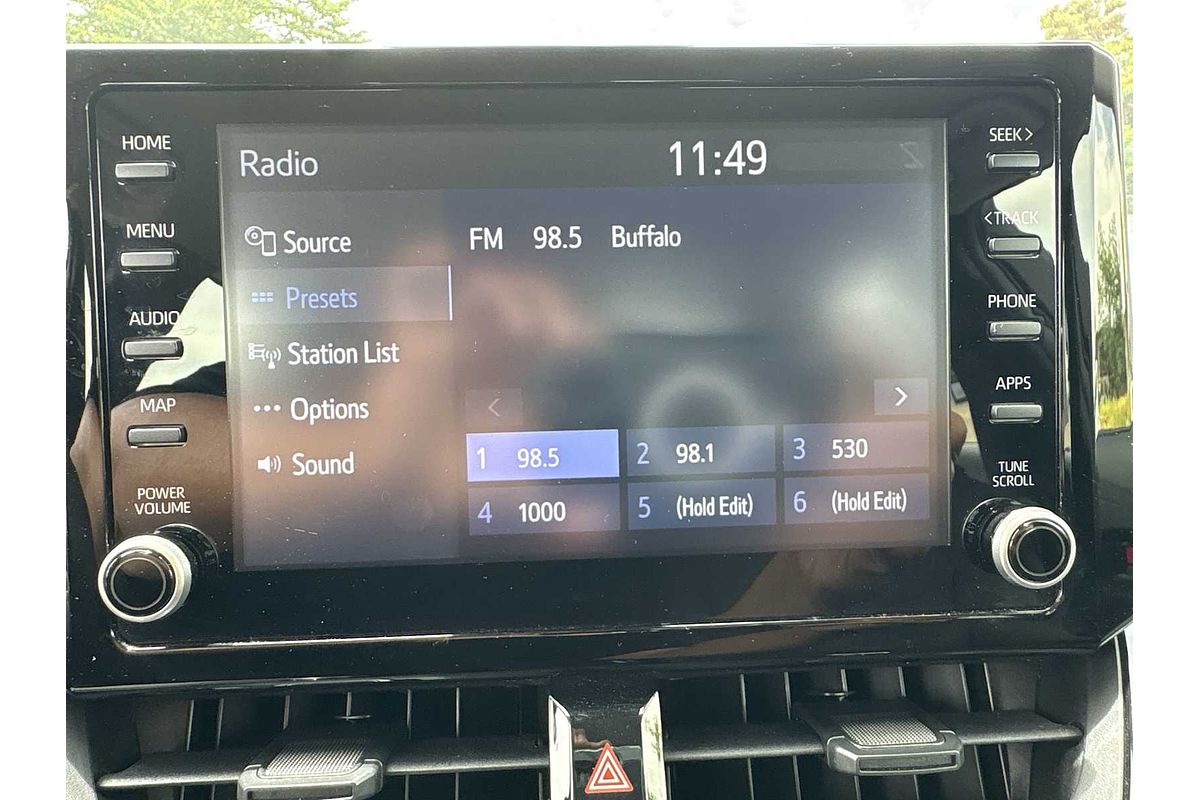 HOME
MENU
AUDIO
MAP
POWER
VOLUME
Radio 11:49
Source
Presets
Station List
Options
Sound
FM 98.5 Buffalo
< >
1 98.5 2 98.1 3 530
4 1000 5 (Hold Edit) 6 (Hold Edit)
SEEK>
<TRACK
PHONE
APPS
TUNE
SCROLL